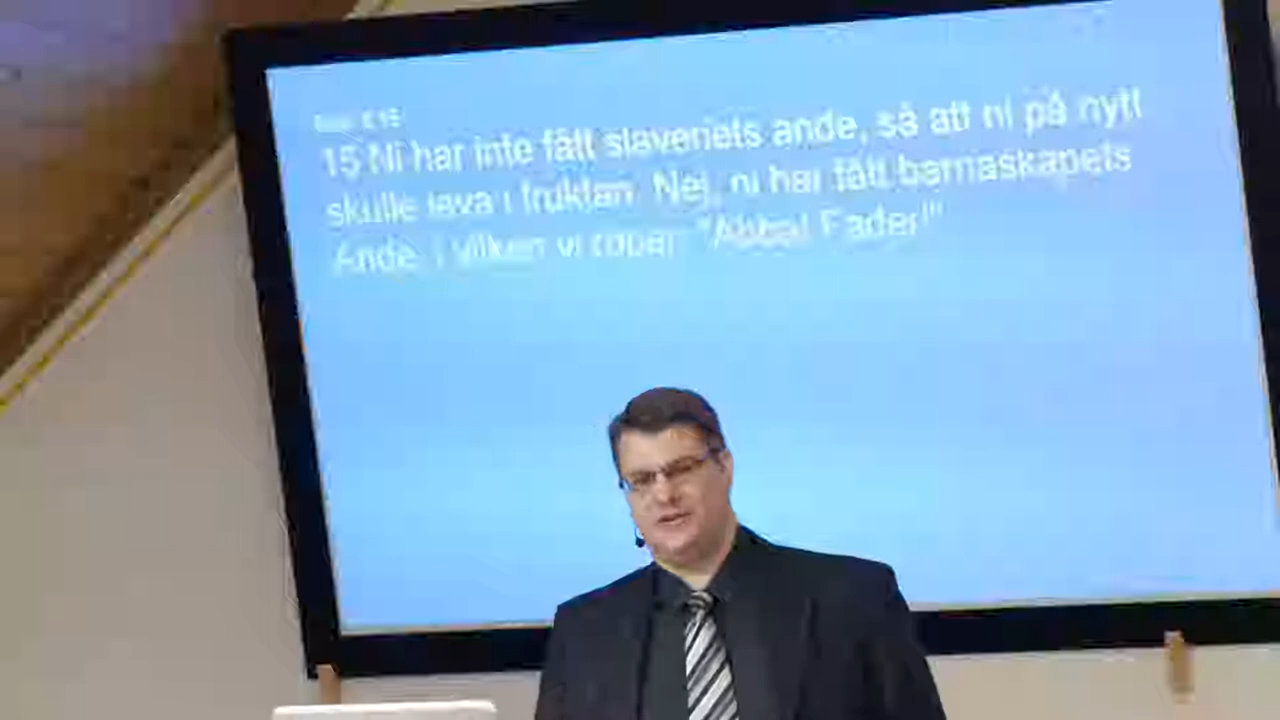 15 Ni har inte fått slaveriets ande, så att ni på nytt
skulle leva i fruktan. Nej, ni har fått barnaskapets
Ande, i vilken vi ropar: "Abba! Fader!"